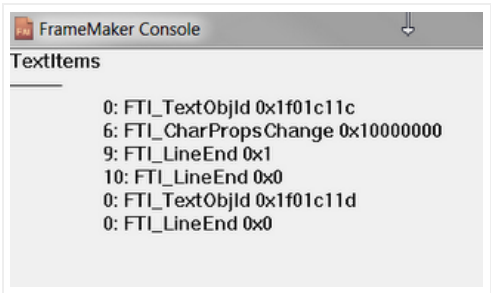 FrameMaker Console
TextItems
0: FTI_TextObjId 0x1f01c11c
6: FTI_CharPropsChange 0x10000000
9: FTI_LineEnd 0x1
10: FTI_LineEnd 0x0
0: FTI_TextObjId 0x1f01c11d
0: FTI_LineEnd 0x0